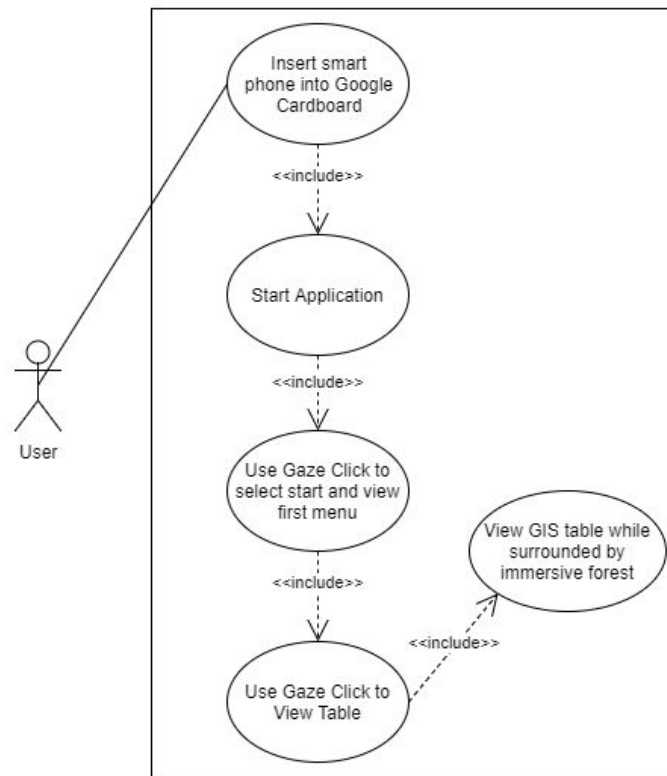 Insert smart
phone into Google
Cardboard
<<include>>
Start Application
<<include>>
User
Use Gaze Click to
select start and view
first menu
View GIS table while
surrounded by
immersive forest
<<include>>
<<include>>
Use Gaze Click to
View Table